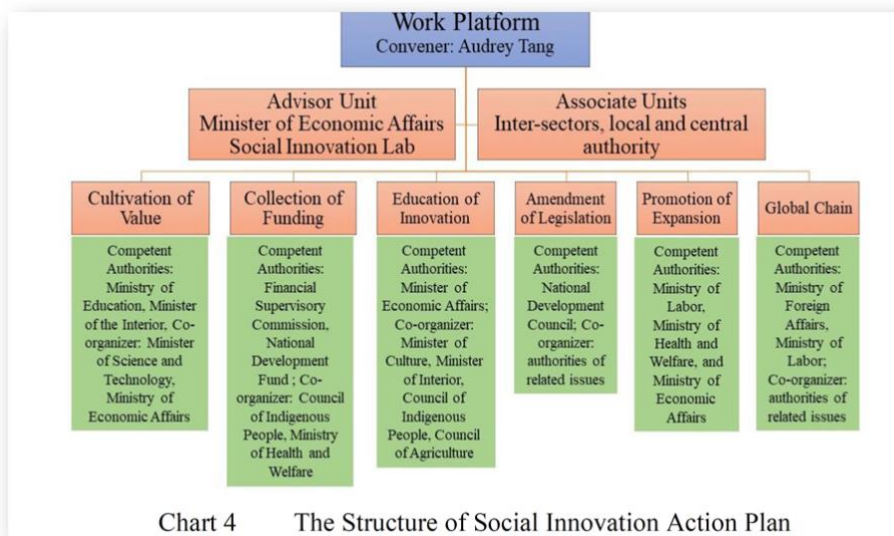 Work Platform
Convener: Audrey Tang
Advisor Unit
Minister of Economic Affairs
Social Innovation Lab
Associate Units
Inter-sectors, local and central
authority
Cultivation of
Value
Competent
Authorities:
Ministry of
Education, Minister
of the Interior, Co-
organizer: Minister
of Science and
Technology,
Ministry of
Economic Affairs
Collection of
Funding
Competent
Authorities:
Financial
Supervisory
Commission,
National
Development
Fund ; Co-
organizer: Council
of Indigenous
People, Ministry
of Health and
Welfare
Education of
Innovation
Competent
Authorities:
Minister of
Economic Affairs;
Co-organizer:
Minister of
Culture, Minister
of Interior,
Council of
Indigenous
People, Council
of Agriculture
Amendment
of Legislation
Competent
Authorities:
National
Development
Council; Co-
organizer:
authorities of
related issues
Promotion of
Expansion
Competent
Authorities:
Ministry of
Labor,
Ministry of
Health and
Welfare, and
Ministry of
Economic
Affairs
Global Chain
Competent
Authorities:
Ministry of
Foreign
Affairs,
Ministry of
Labor;
Co-organizer:
authorities of
related issues
Chart 4 The Structure of Social Innovation Action Plan